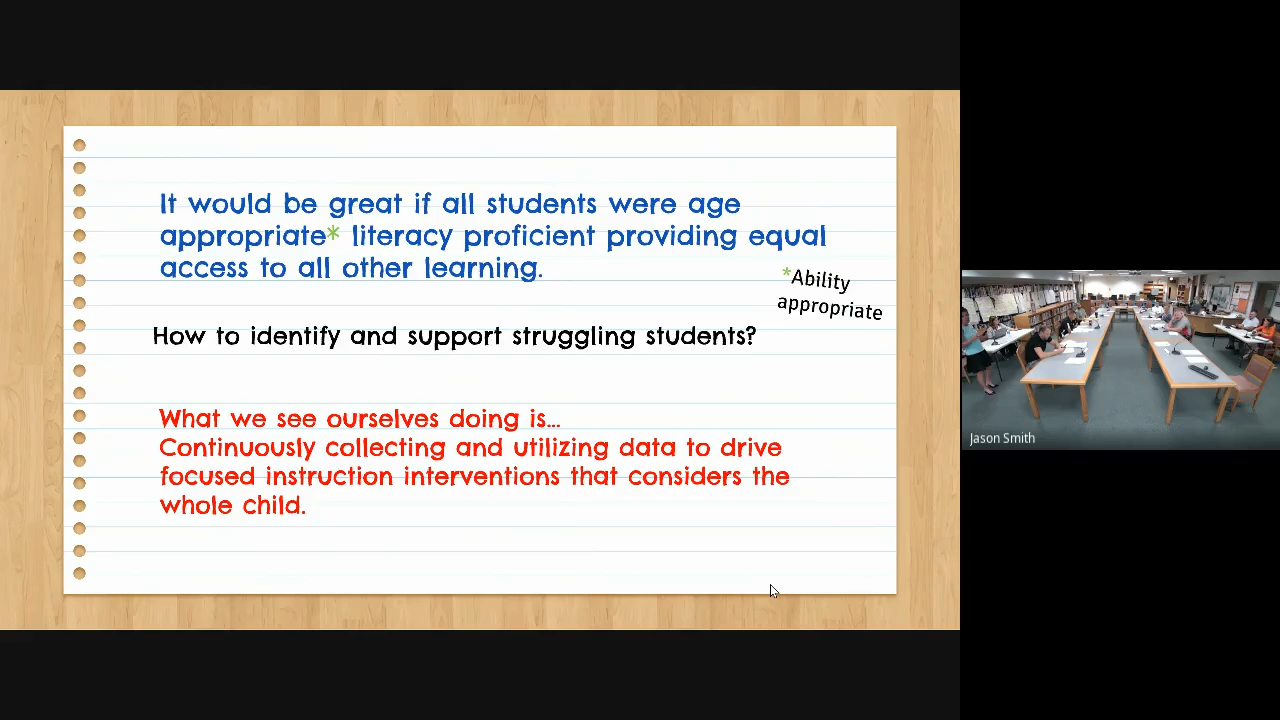 It would be great if all students were age
appropriate* literacy proficient providing equal
access to all other learning.
*Ability
appropriate
How to identify and support struggling students?
What we see ourselves doing is...
Continuously collecting and utilizing data to drive
focused instruction interventions that considers the
whole child.
Jason Smith